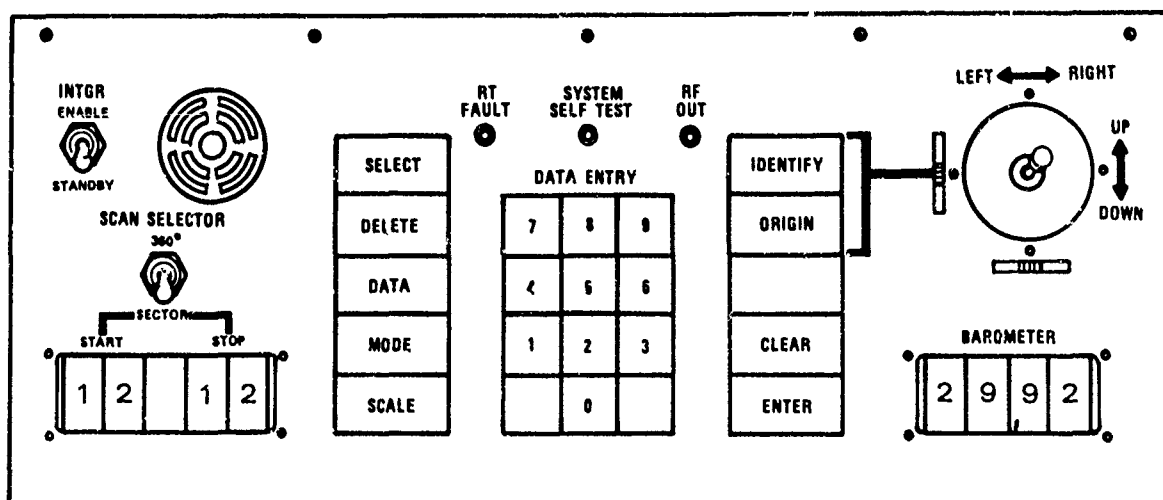 INTGR
ENABLE
STANDBY
SCAN SELECTOR
360°
SECTOR
START STOP
1 2 1 2
SELECT
DELETE
DATA
MODE
SCALE
RT
FAULT
SYSTEM
SELF TEST
RF
OUT
DATA ENTRY
7 8 9
4 5 6
1 2 3
0
IDENTIFY
ORIGIN
CLEAR
ENTER
LEFT RIGHT
UP
DOWN
BAROMETER
2 9 9 2